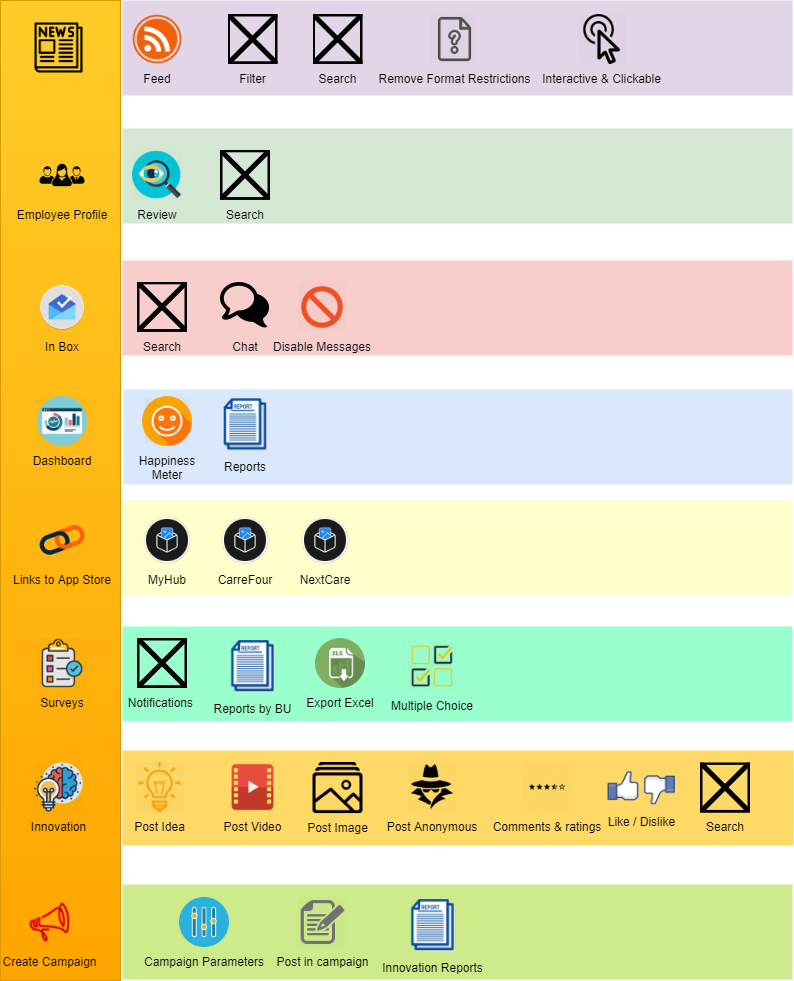 NEWS
Feed
Filter
Search
Remove Format Restrictions
Interactive & Clickable
Employee Profile
Review
Search
In Box
Search
Chat
Disable Messages
Dashboard
Happiness
Meter
REPORT
Reports
Links to App Store
MyHub
CarreFour
NextCare
Surveys
Notifications
REPORT
Reports by BU
XLS
Export Excel
Multiple Choice
Innovation
Post Idea
Post Video
Post Image
Post Anonymous
Comments & ratings
Like / Dislike
Search
Create Campaign
Campaign Parameters
Post in campaign
REPORT
Innovation Reports